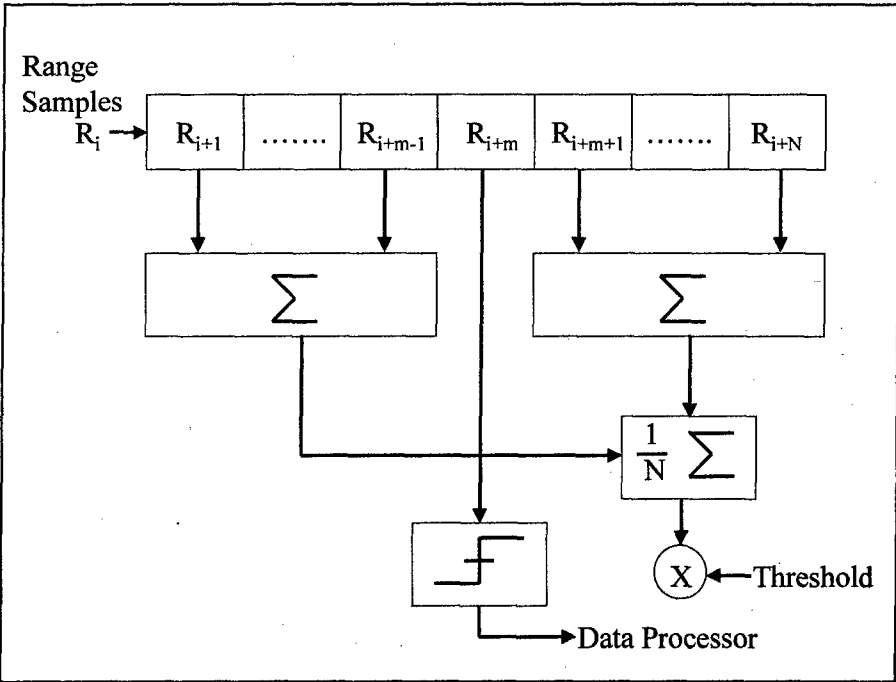 Range
Samples
R_i
R_{i+1} ....... R_{i+m-1} R_{i+m} R_{i+m+1} ....... R_{i+N}
Σ Σ
1/N Σ
X
Threshold
Data Processor